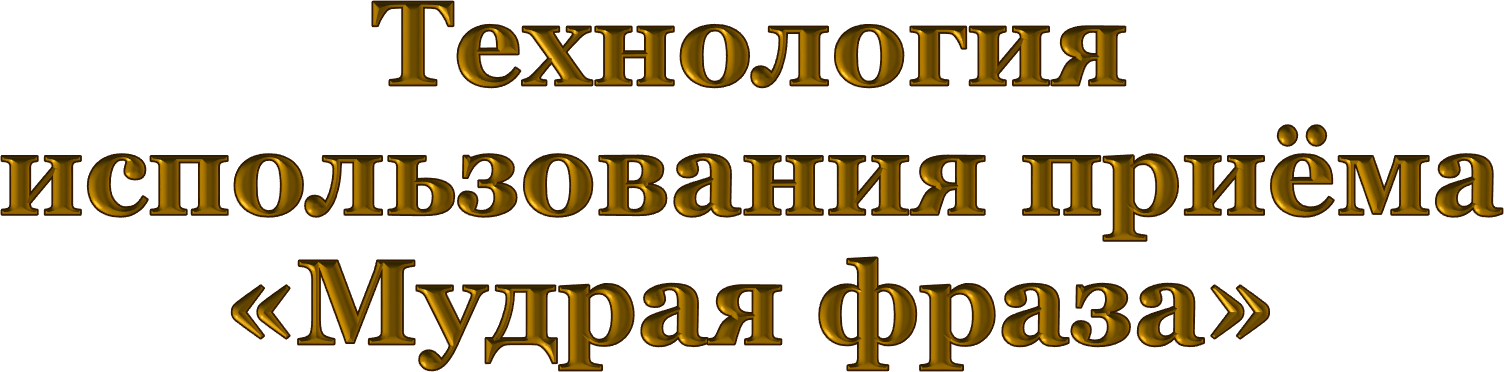 Технология
использования приёма
«Мудрая фраза»